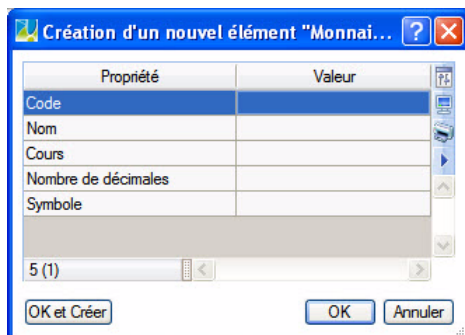 Création d'un nouvel élément "Monnai...
Propriété Valeur
Code
Nom
Cours
Nombre de décimales
Symbole
5 (1)
OK et Créer OK Annuler